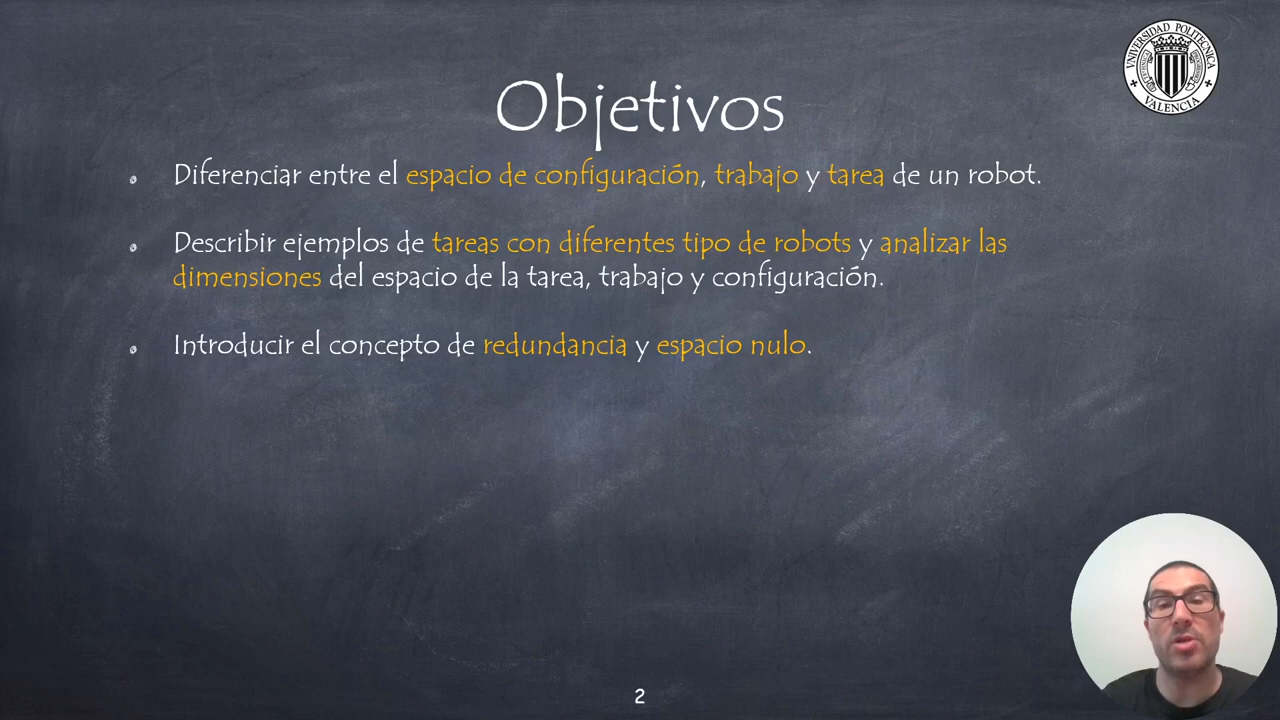 UNIVERSIDAD POLITECNICA
VALENCIA
Objetivos
Diferenciar entre el espacio de configuración, trabajo y tarea de un robot.
Describir ejemplos de tareas con diferentes tipo de robots y analizar las
dimensiones del espacio de la tarea, trabajo y configuración.
Introducir el concepto de redundancia y espacio nulo.
2